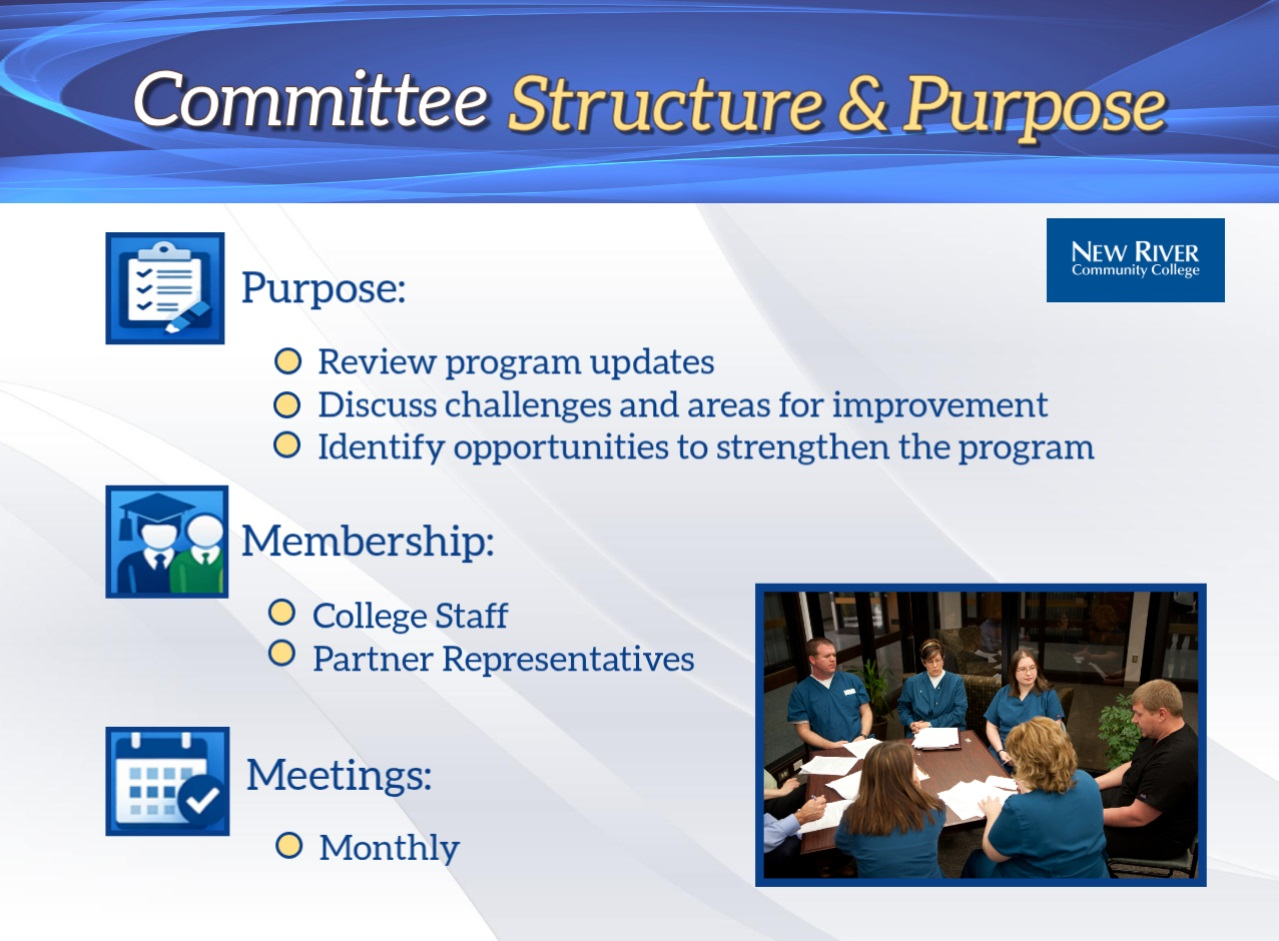 Committee Structure & Purpose
NEW RIVER
Community College
Purpose:
Review program updates
Discuss challenges and areas for improvement
Identify opportunities to strengthen the program
Membership:
College Staff
Partner Representatives
Meetings:
Monthly